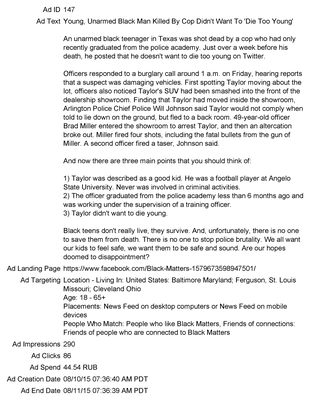 Ad ID 147
Ad Text Young, Unarmed Black Man Killed By Cop Didn't Want To 'Die Too Young'
An unarmed black teenager in Texas was shot dead by a cop who had only
recently graduated from the police academy. Just over a week before his
death, he posted that he doesn't want to die too young on Twitter.
Officers responded to a burglary call around 1 a.m. on Friday, hearing reports
that a suspect was damaging vehicles. First spotting Taylor moving about the
lot, officers also noticed Taylor's SUV had been smashed into the front of the
dealership showroom. Finding that Taylor had moved inside the showroom,
Arlington Police Chief Police Will Johnson said Taylor would not comply when
told to lie down on the ground, but fled to a back room. 49-year-old officer
Brad Miller entered the showroom to arrest Taylor, and then an altercation
broke out. Miller fired four shots, including the fatal bullets from the gun of
Miller. A second officer fired a taser, Johnson said.
And now there are three main points that you should think of:
1) Taylor was described as a good kid. He was a football player at Angelo
State University. Never was involved in criminal activities.
2) The officer graduated from the police academy less than 6 months ago and
was working under the supervision of a training officer.
3) Taylor didn't want to die young.
Black teens don't really live, they survive. And, unfortunately, there is no one
to save them from death. There is no one to stop police brutality. We all want
our kids to feel safe, we want them to be safe and sound. Are our hopes
doomed to disappointment?
Ad Landing Page https://www.facebook.com/Black-Matters-1579673598947501/
Ad Targeting Location - Living In: United States: Baltimore Maryland; Ferguson, St. Louis
Missouri; Cleveland Ohio
Age: 18 - 65+
Placements: News Feed on desktop computers or News Feed on mobile
devices
People Who Match: People who like Black Matters, Friends of connections:
Friends of people who are connected to Black Matters
Ad Impressions 290
Ad Clicks 86
Ad Spend 44.54 RUB
Ad Creation Date 08/10/15 07:36:40 AM PDT
Ad End Date 08/11/15 07:36:39 AM PDT